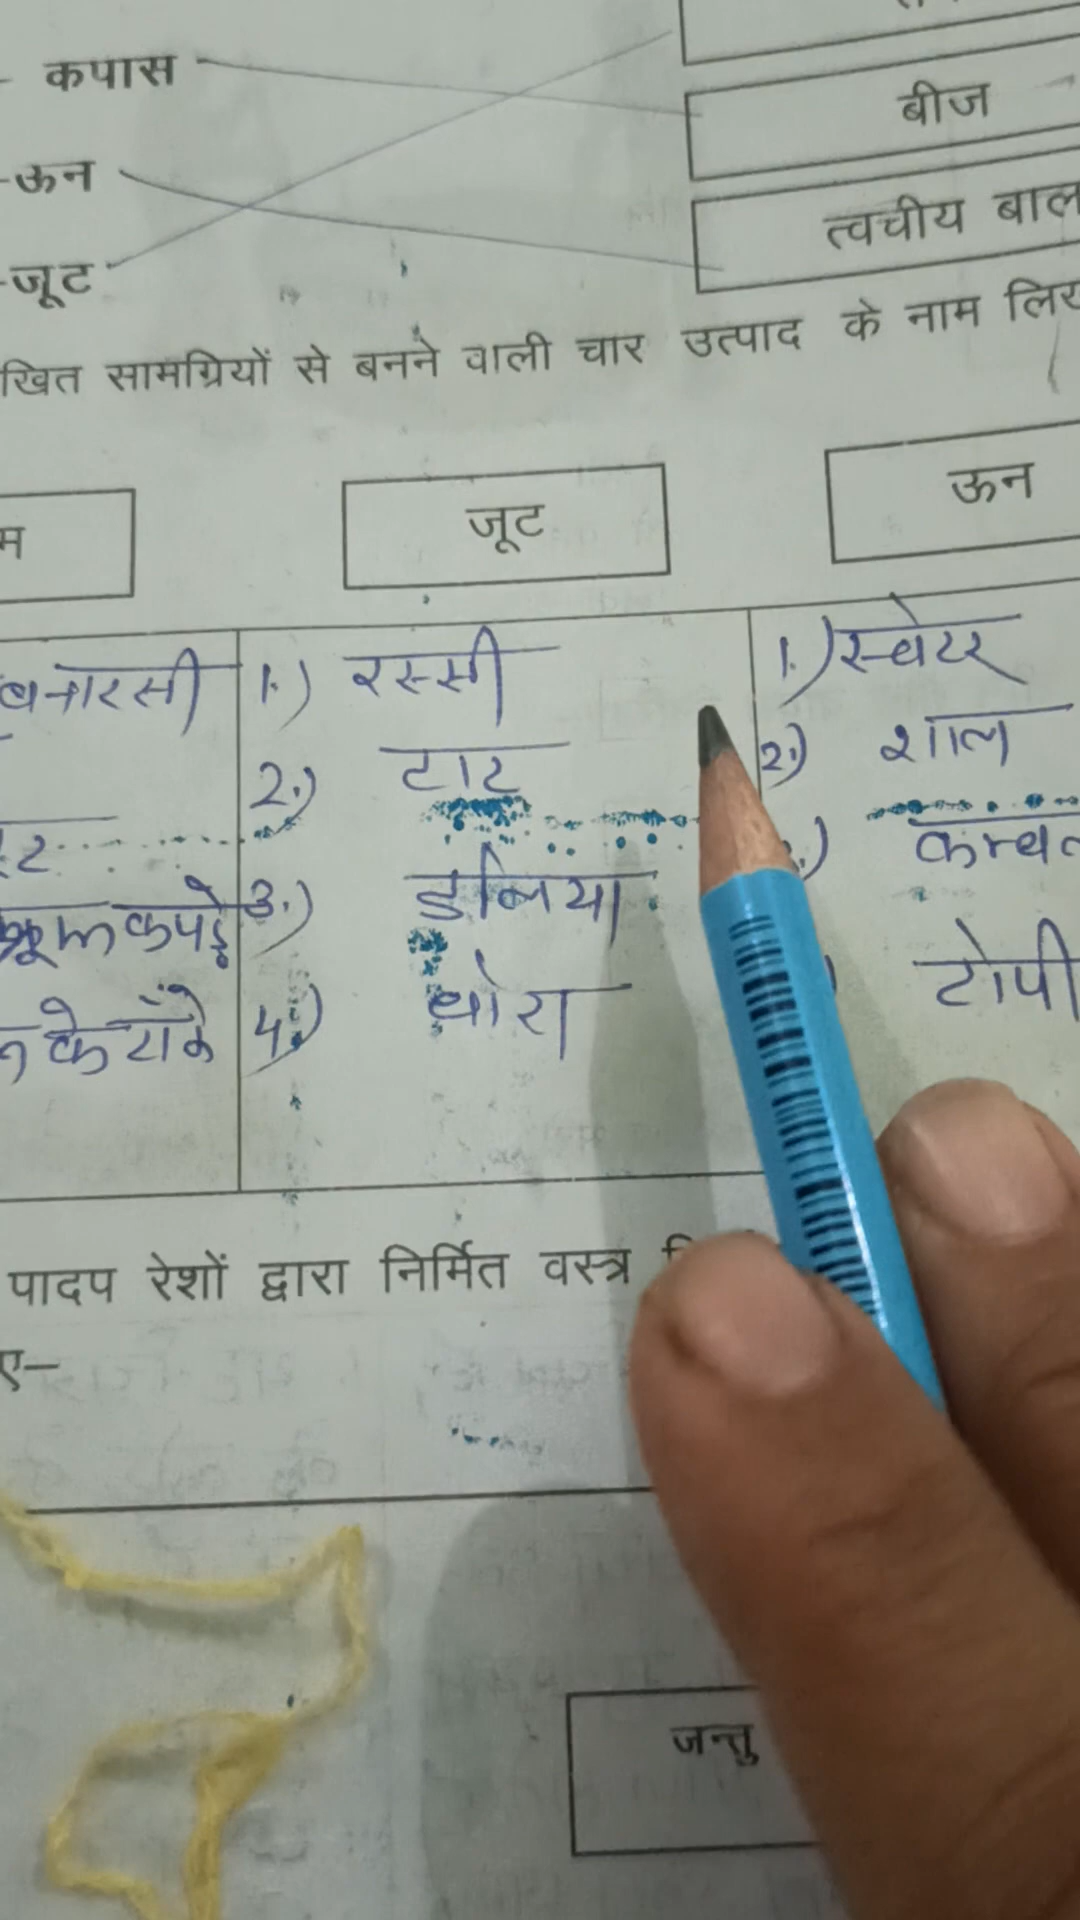 कपास
बीज
ऊन
त्वचीय बाल
जूट
खित सामग्रियों से बनने वाली चार उत्पाद के नाम
म
जूट
ऊन
बनारसी
1.) रस्सी
1.) स्वेटर
2.) टाट
2.) शाल
3.) डलिया
कम्बल
कपड़े
4.) बोरा
टोपी
के टाँके
पादप रेशों द्वारा निर्मित वस्त्र
ए–
जन्तु